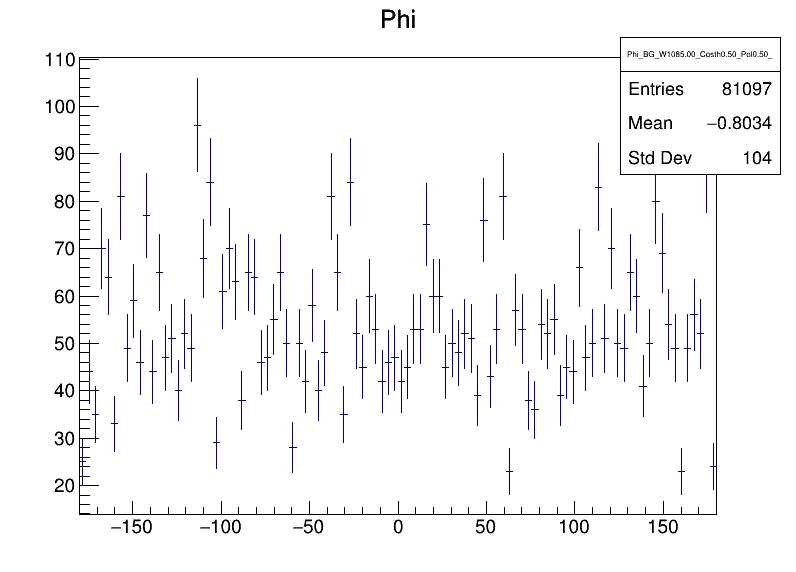 Phi
Phi_BG_W1085.00_Costh0.50_Pol0.50_
Entries 81097
Mean −0.8034
Std Dev 104
110
100
90
80
70
60
50
40
30
20
−150 −100 −50 0 50 100 150